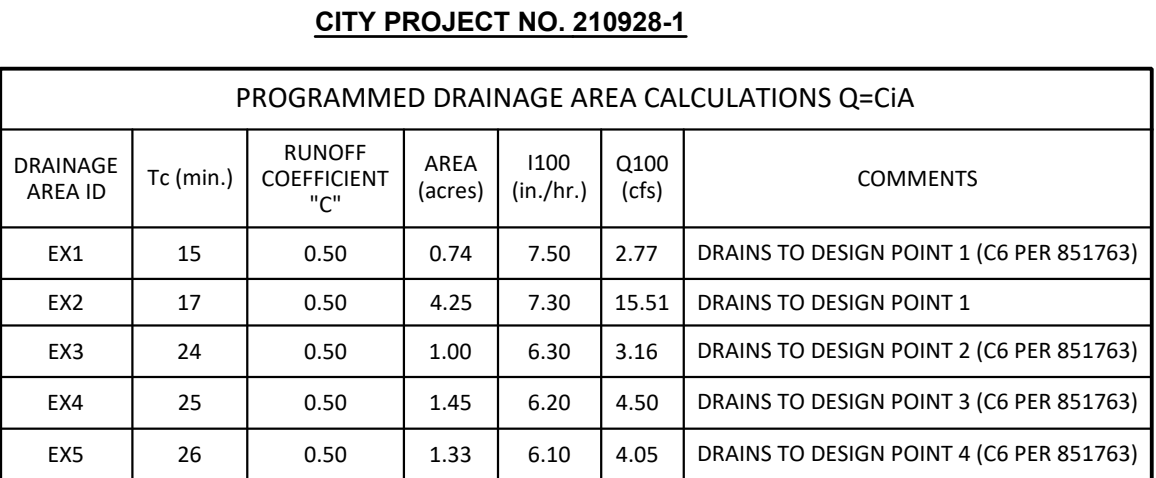 CITY PROJECT NO. 210928-1
PROGRAMMED DRAINAGE AREA CALCULATIONS Q=CiA
DRAINAGE AREA ID Tc (min.) RUNOFF COEFFICIENT "C" AREA (acres) I100 (in./hr.) Q100 (cfs) COMMENTS
EX1 15 0.50 0.74 7.50 2.77 DRAINS TO DESIGN POINT 1 (C6 PER 851763)
EX2 17 0.50 4.25 7.30 15.51 DRAINS TO DESIGN POINT 1
EX3 24 0.50 1.00 6.30 3.16 DRAINS TO DESIGN POINT 2 (C6 PER 851763)
EX4 25 0.50 1.45 6.20 4.50 DRAINS TO DESIGN POINT 3 (C6 PER 851763)
EX5 26 0.50 1.33 6.10 4.05 DRAINS TO DESIGN POINT 4 (C6 PER 851763)